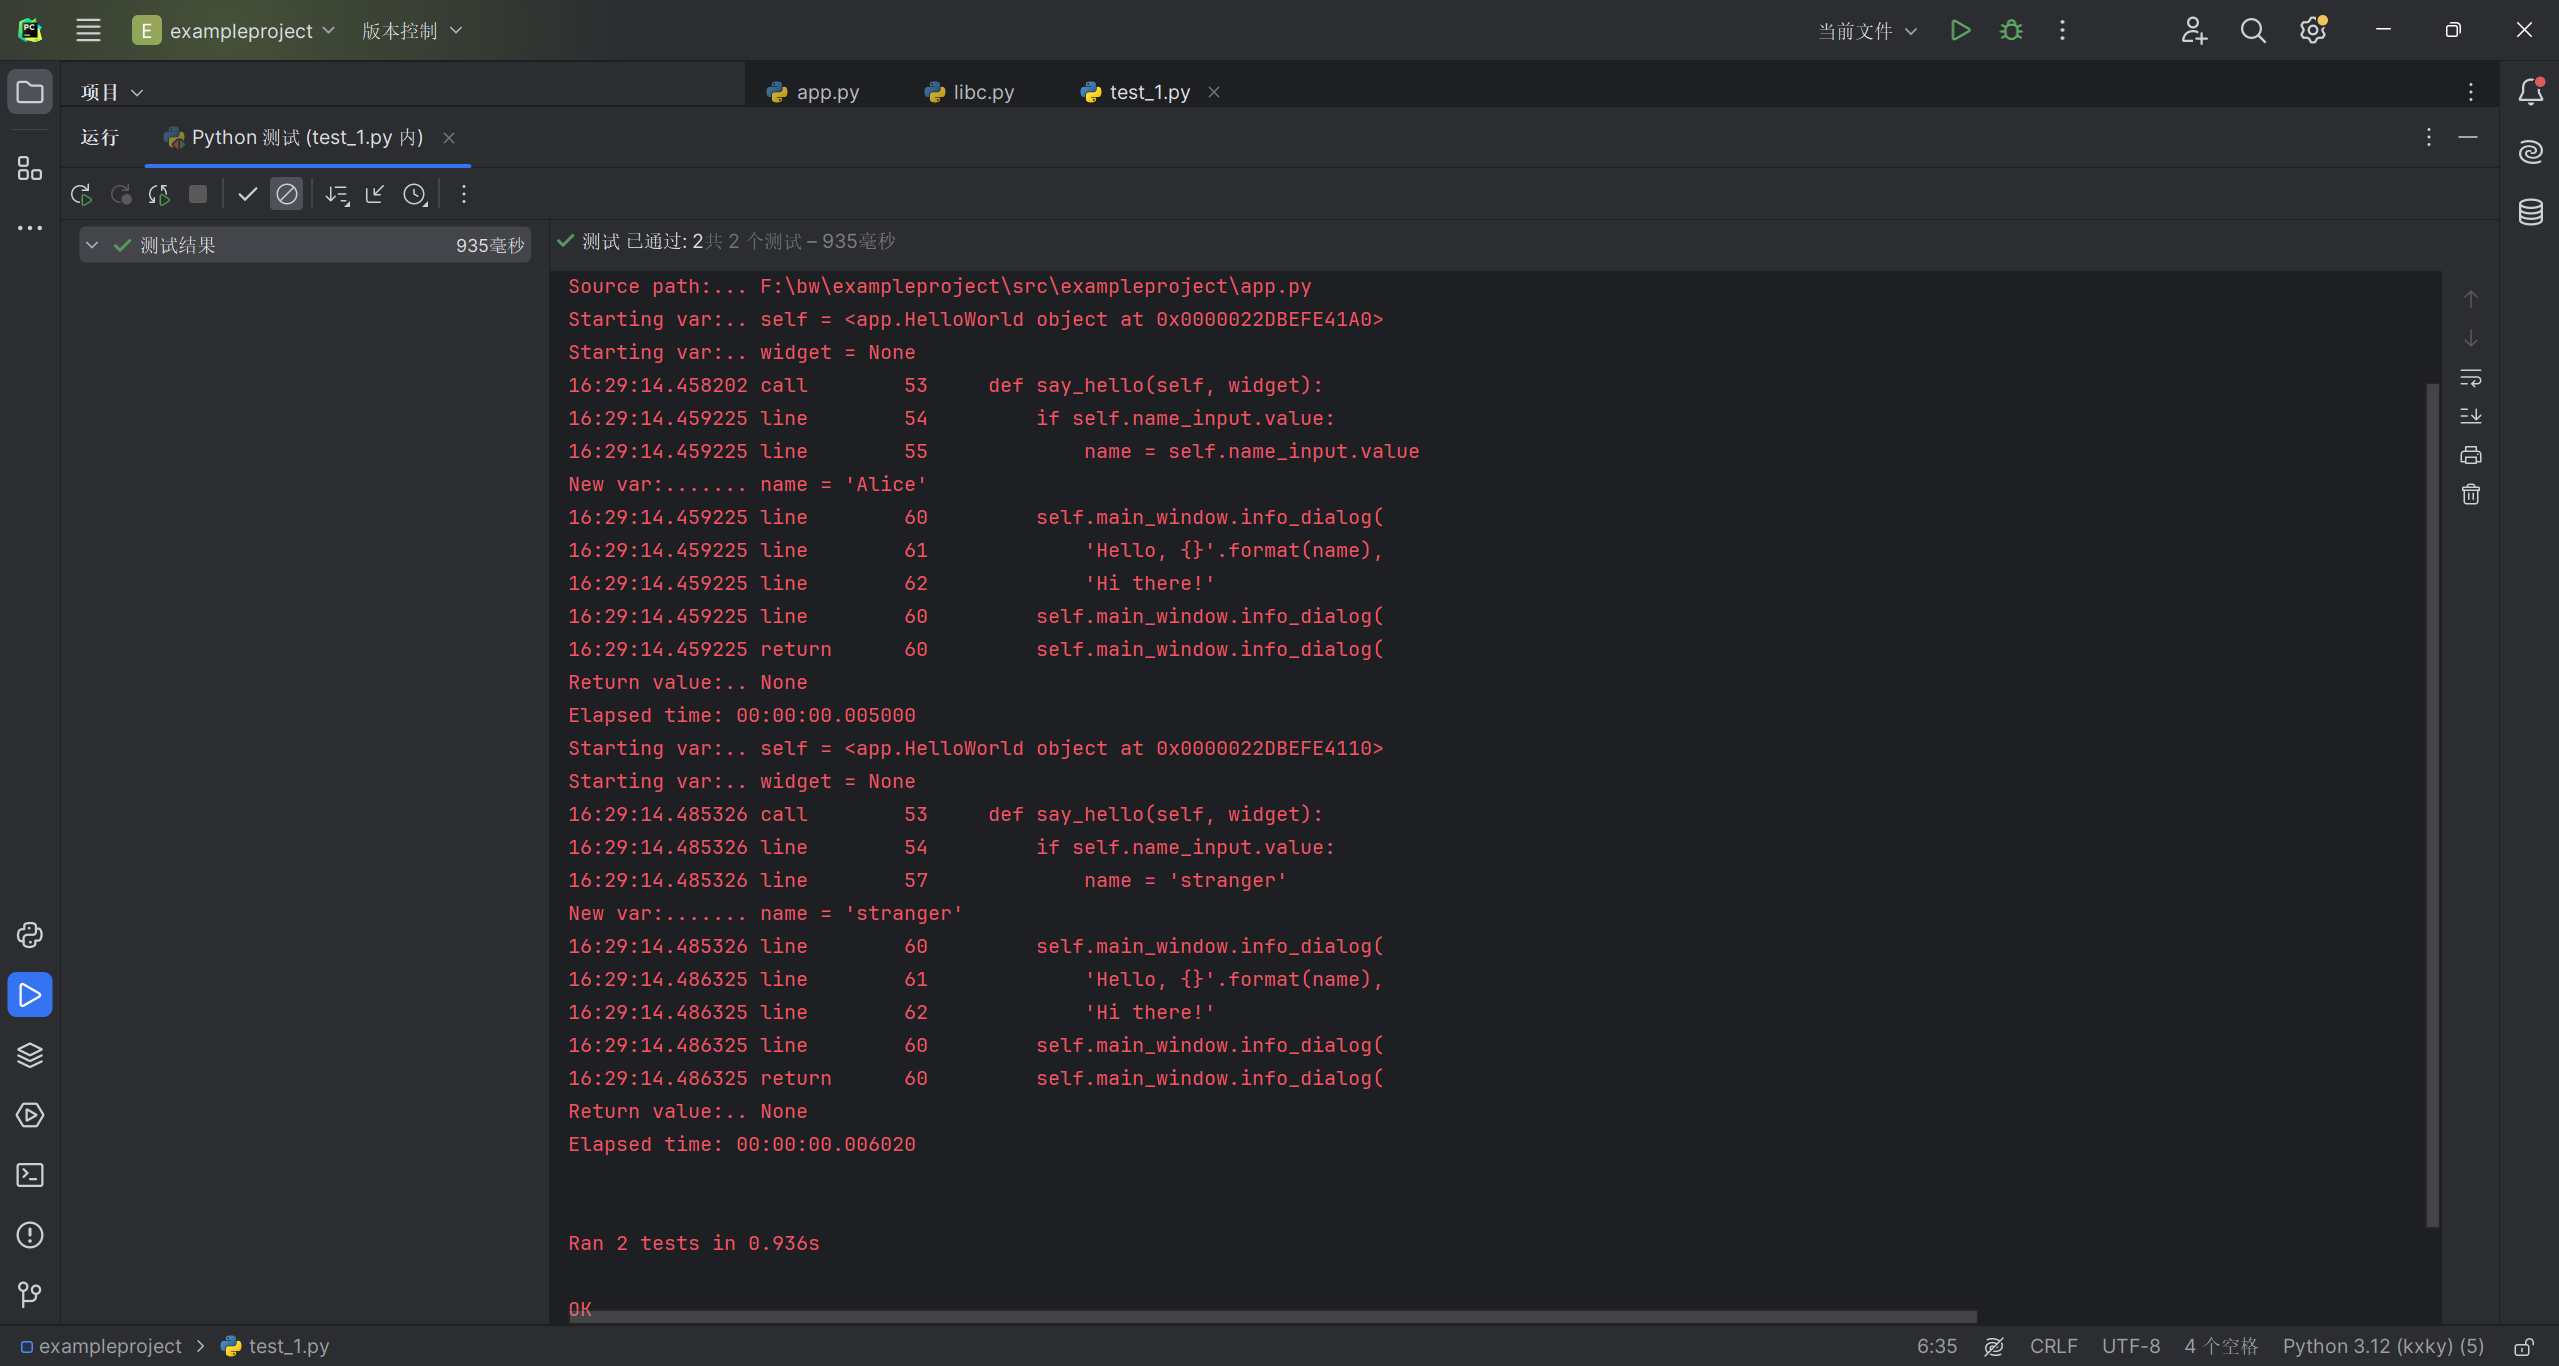 E exampleproject 版本控制 当前文件
项目 app.py libc.py test_1.py
运行 Python 测试 (test_1.py 内)
测试结果 935毫秒
测试 已通过: 2共 2 个测试 – 935毫秒
Source path:... F:\bw\exampleproject\src\exampleproject\app.py
Starting var:.. self = <app.HelloWorld object at 0x0000022DBEFE41A0>
Starting var:.. widget = None
16:29:14.458202 call        53     def say_hello(self, widget):
16:29:14.459225 line        54         if self.name_input.value:
16:29:14.459225 line        55             name = self.name_input.value
New var:....... name = 'Alice'
16:29:14.459225 line        60         self.main_window.info_dialog(
16:29:14.459225 line        61             'Hello, {}'.format(name),
16:29:14.459225 line        62             'Hi there!'
16:29:14.459225 line        60         self.main_window.info_dialog(
16:29:14.459225 return      60         self.main_window.info_dialog(
Return value:.. None
Elapsed time: 00:00:00.005000
Starting var:.. self = <app.HelloWorld object at 0x0000022DBEFE4110>
Starting var:.. widget = None
16:29:14.485326 call        53     def say_hello(self, widget):
16:29:14.485326 line        54         if self.name_input.value:
16:29:14.485326 line        57             name = 'stranger'
New var:....... name = 'stranger'
16:29:14.485326 line        60         self.main_window.info_dialog(
16:29:14.486325 line        61             'Hello, {}'.format(name),
16:29:14.486325 line        62             'Hi there!'
16:29:14.486325 line        60         self.main_window.info_dialog(
16:29:14.486325 return      60         self.main_window.info_dialog(
Return value:.. None
Elapsed time: 00:00:00.006020
Ran 2 tests in 0.936s
OK
exampleproject test_1.py 6:35 CRLF UTF-8 4 个空格 Python 3.12 (kxky) (5)